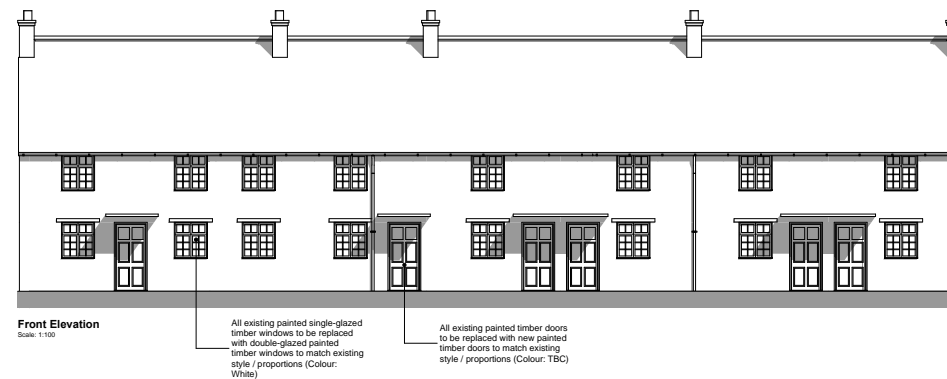 Front Elevation
Scale: 1:100
All existing painted single-glazed
timber windows to be replaced
with double-glazed painted
timber windows to match existing
style / proportions (Colour:
White)
All existing painted timber doors
to be replaced with new painted
timber doors to match existing
style / proportions (Colour: TBC)